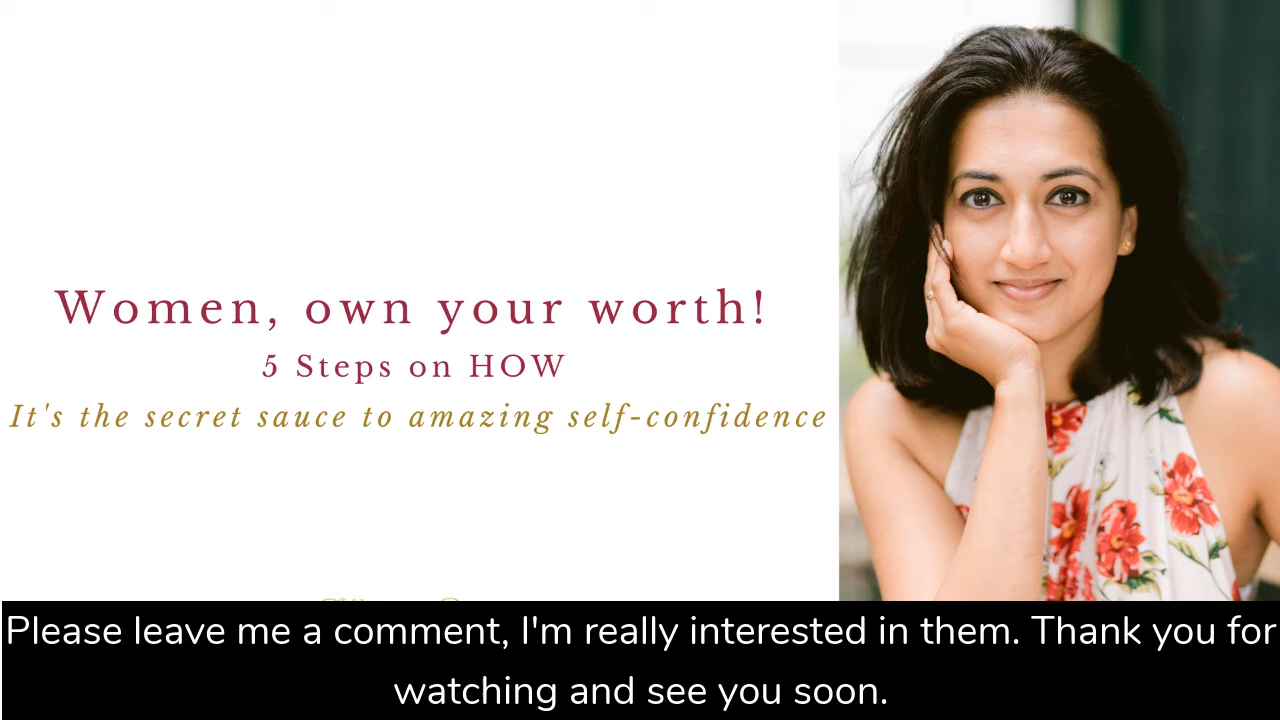 Women, own your worth!
5 Steps on HOW
It's the secret sauce to amazing self-confidence
Please leave me a comment, I'm really interested in them. Thank you for
watching and see you soon.